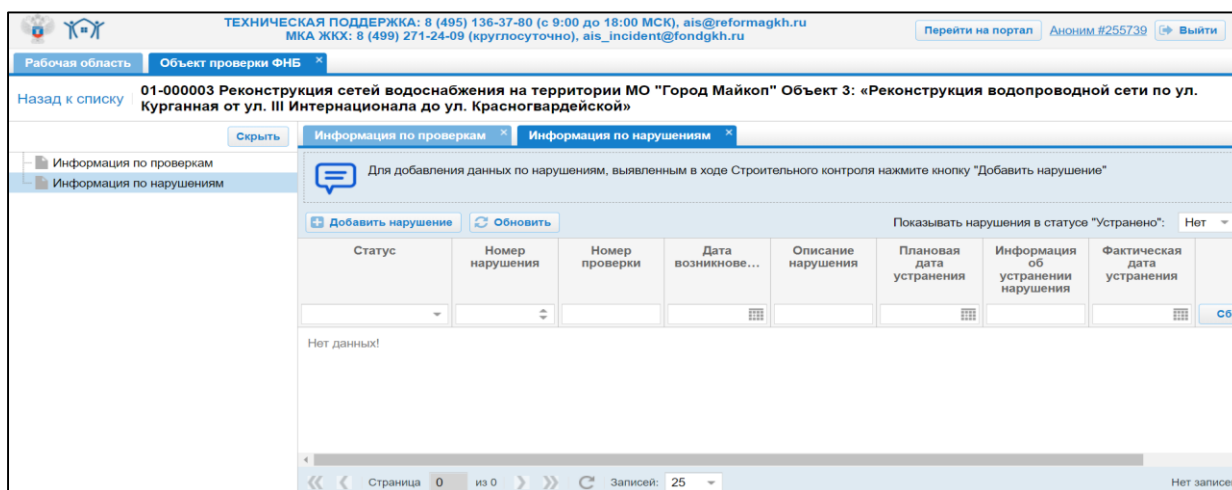 ТЕХНИЧЕСКАЯ ПОДДЕРЖКА: 8 (495) 136-37-80 (с 9:00 до 18:00 МСК), ais@reformagkh.ru
МКА ЖКХ: 8 (499) 271-24-09 (круглосуточно), ais_incident@fondgkh.ru
Перейти на портал Аноним #255739 Выйти
Рабочая область Объект проверки ФНБ
Назад к списку
01-000003 Реконструкция сетей водоснабжения на территории МО "Город Майкоп" Объект 3: «Реконструкция водопроводной сети по ул.
Курганная от ул. III Интернационала до ул. Красногвардейской»
Скрыть
Информация по проверкам
Информация по нарушениям
Информация по проверкам Информация по нарушениям
Для добавления данных по нарушениям, выявленным в ходе Строительного контроля нажмите кнопку "Добавить нарушение"
Добавить нарушение Обновить Показывать нарушения в статусе "Устранено": Нет
Статус
Номер
нарушения
Номер
проверки
Дата
возникнове...
Описание
нарушения
Плановая
дата
устранения
Информация
об
устранении
нарушения
Фактическая
дата
устранения
Сб
Нет данных!
Страница 0 из 0 Записей: 25 Нет записе